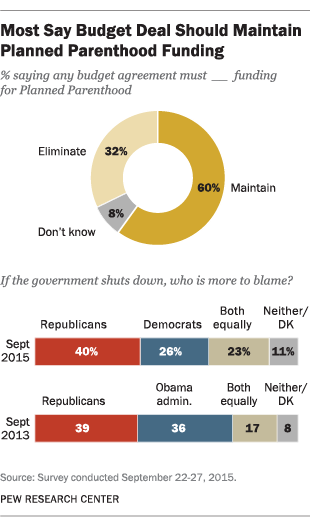 Most Say Budget Deal Should Maintain
Planned Parenthood Funding
% saying any budget agreement must __ funding
for Planned Parenthood
Eliminate
32%
60%
Maintain
8%
Don't know
If the government shuts down, who is more to blame?
Republicans
Democrats
Both
equally
Neither/
DK
Sept
2015
40%
26%
23%
11%
Republicans
Obama
admin.
Both
equally
Neither/
DK
Sept
2013
39
36
17
8
Source: Survey conducted September 22-27, 2015.
PEW RESEARCH CENTER